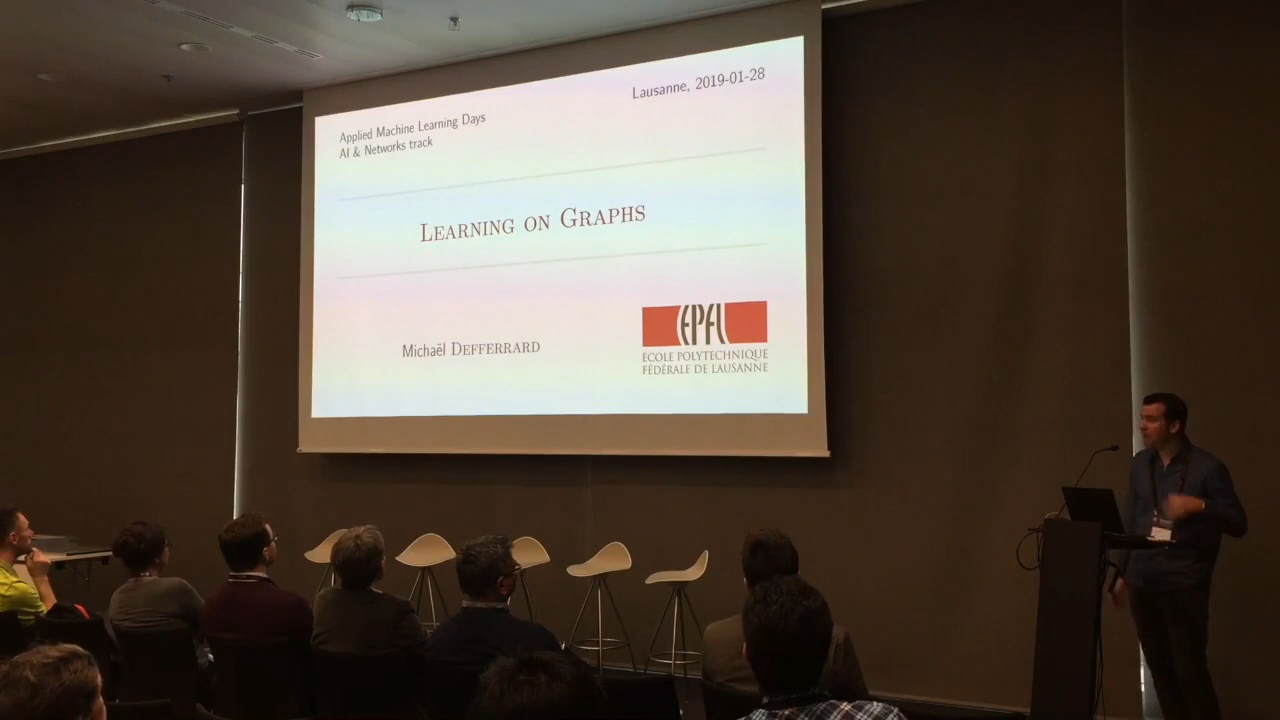 Lausanne, 2019-01-28
Applied Machine Learning Days
AI & Networks track
LEARNING ON GRAPHS
Michaël DEFFERRARD
EPFL
ÉCOLE POLYTECHNIQUE
FÉDÉRALE DE LAUSANNE